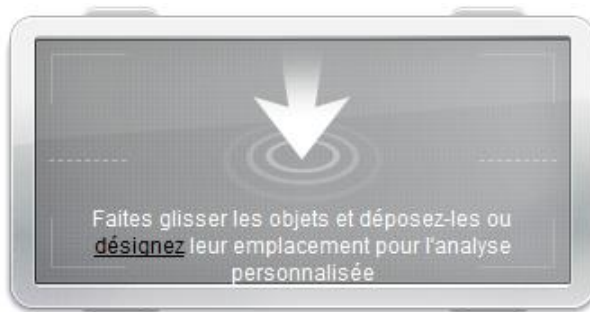 Faites glisser les objets et déposez-les ou
désignez leur emplacement pour l'analyse
personnalisée